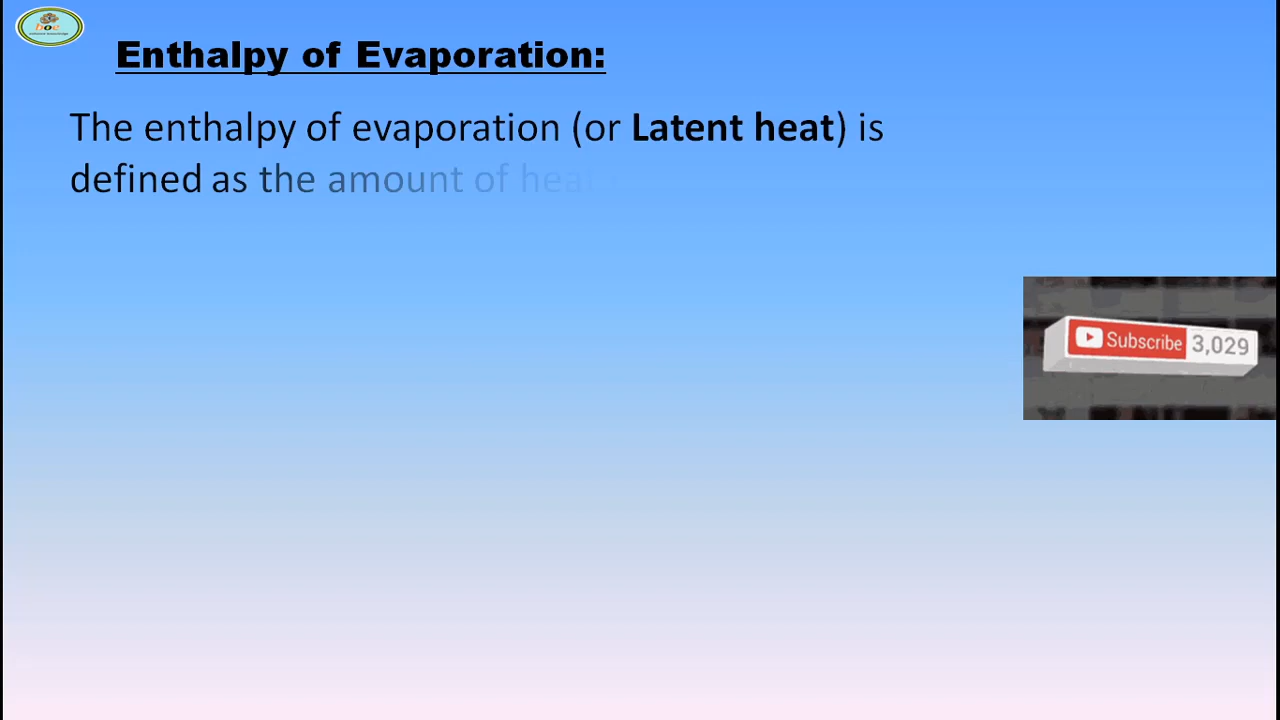 Enthalpy of Evaporation:
The enthalpy of evaporation (or Latent heat) is
defined as the amount of heat
Subscribe 3,029